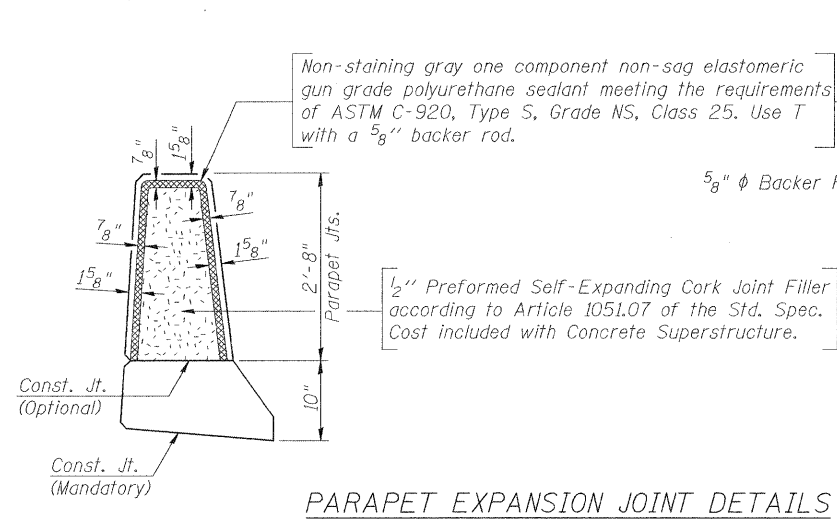 Non-staining gray one component non-sag elastomeric
gun grade polyurethane sealant meeting the requirements
of ASTM C-920, Type S, Grade NS, Class 25. Use T
with a 5/8" backer rod.
7/8"
1 5/8"
5/8" ϕ Backer
7/8"
7/8"
1 5/8"
1 5/8"
2'-8"
Parapet Jts.
1/2" Preformed Self-Expanding Cork Joint Filler
according to Article 1051.07 of the Std. Spec.
Cost included with Concrete Superstructure.
Const. Jt.
(Optional)
10"
Const. Jt.
(Mandatory)
PARAPET EXPANSION JOINT DETAILS